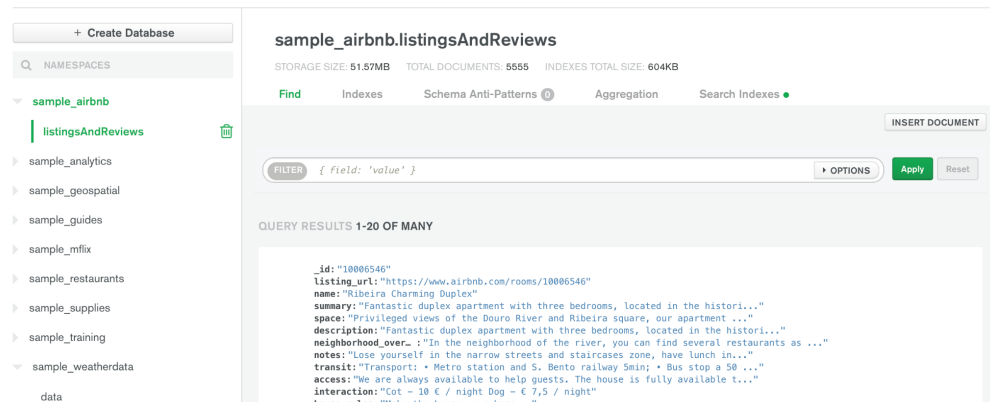 + Create Database
NAMESPACES
sample_airbnb
listingsAndReviews
sample_analytics
sample_geospatial
sample_guides
sample_mflix
sample_restaurants
sample_supplies
sample_training
sample_weatherdata
data
sample_airbnb.listingsAndReviews
STORAGE SIZE: 51.57MB TOTAL DOCUMENTS: 5555 INDEXES TOTAL SIZE: 604KB
Find Indexes Schema Anti-Patterns 0 Aggregation Search Indexes
INSERT DOCUMENT
FILTER { field: 'value' } OPTIONS Apply Reset
QUERY RESULTS 1-20 OF MANY
_id: "10006546"
listing_url: "https://www.airbnb.com/rooms/10006546"
name: "Ribeira Charming Duplex"
summary: "Fantastic duplex apartment with three bedrooms, located in the histori..."
space: "Privileged views of the Douro River and Ribeira square, our apartment ..."
description: "Fantastic duplex apartment with three bedrooms, located in the histori..."
neighborhood_over… : "In the neighborhood of the river, you can find several restaurants as ..."
notes: "Lose yourself in the narrow streets and staircases zone, have lunch in..."
transit: "Transport: • Metro station and S. Bento railway 5min; • Bus stop a 50 ..."
access: "We are always available to help guests. The house is fully available t..."
interaction: "Cot - 10 € / night Dog - € 7,5 / night"